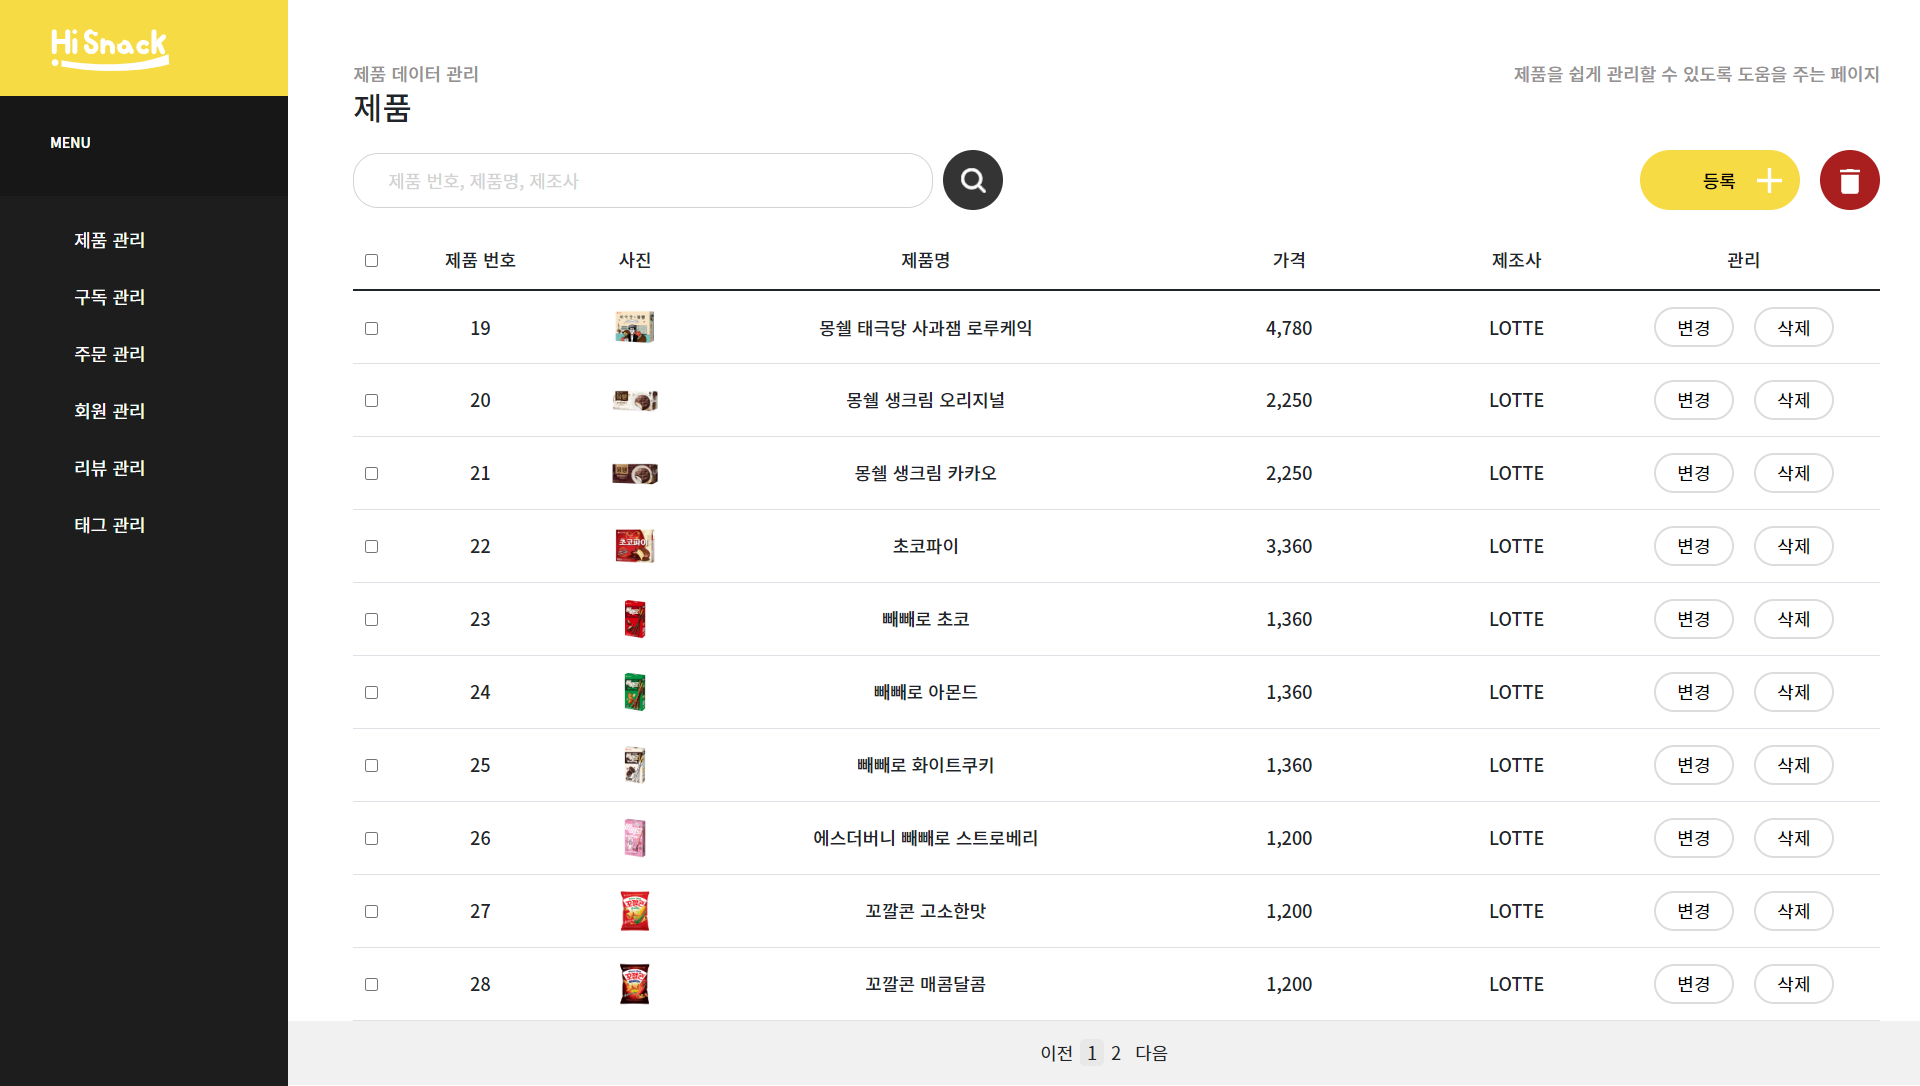 Hi Snack
MENU
제품 관리
구독 관리
주문 관리
회원 관리
리뷰 관리
태그 관리
제품 데이터 관리
제품을 쉽게 관리할 수 있도록 도움을 주는 페이지
제품
제품 번호, 제품명, 제조사
등록
제품 번호 사진 제품명 가격 제조사 관리
19 몽쉘 태극당 사과잼 로루케익 4,780 LOTTE 변경 삭제
20 몽쉘 생크림 오리지널 2,250 LOTTE 변경 삭제
21 몽쉘 생크림 카카오 2,250 LOTTE 변경 삭제
22 초코파이 초코파이 3,360 LOTTE 변경 삭제
23 빼빼로 초코 1,360 LOTTE 변경 삭제
24 빼빼로 아몬드 1,360 LOTTE 변경 삭제
25 빼빼로 화이트쿠키 1,360 LOTTE 변경 삭제
26 에스더버니 빼빼로 스트로베리 1,200 LOTTE 변경 삭제
27 꼬깔콘 꼬깔콘 고소한맛 1,200 LOTTE 변경 삭제
28 꼬깔콘 꼬깔콘 매콤달콤 1,200 LOTTE 변경 삭제
이전 1 2 다음